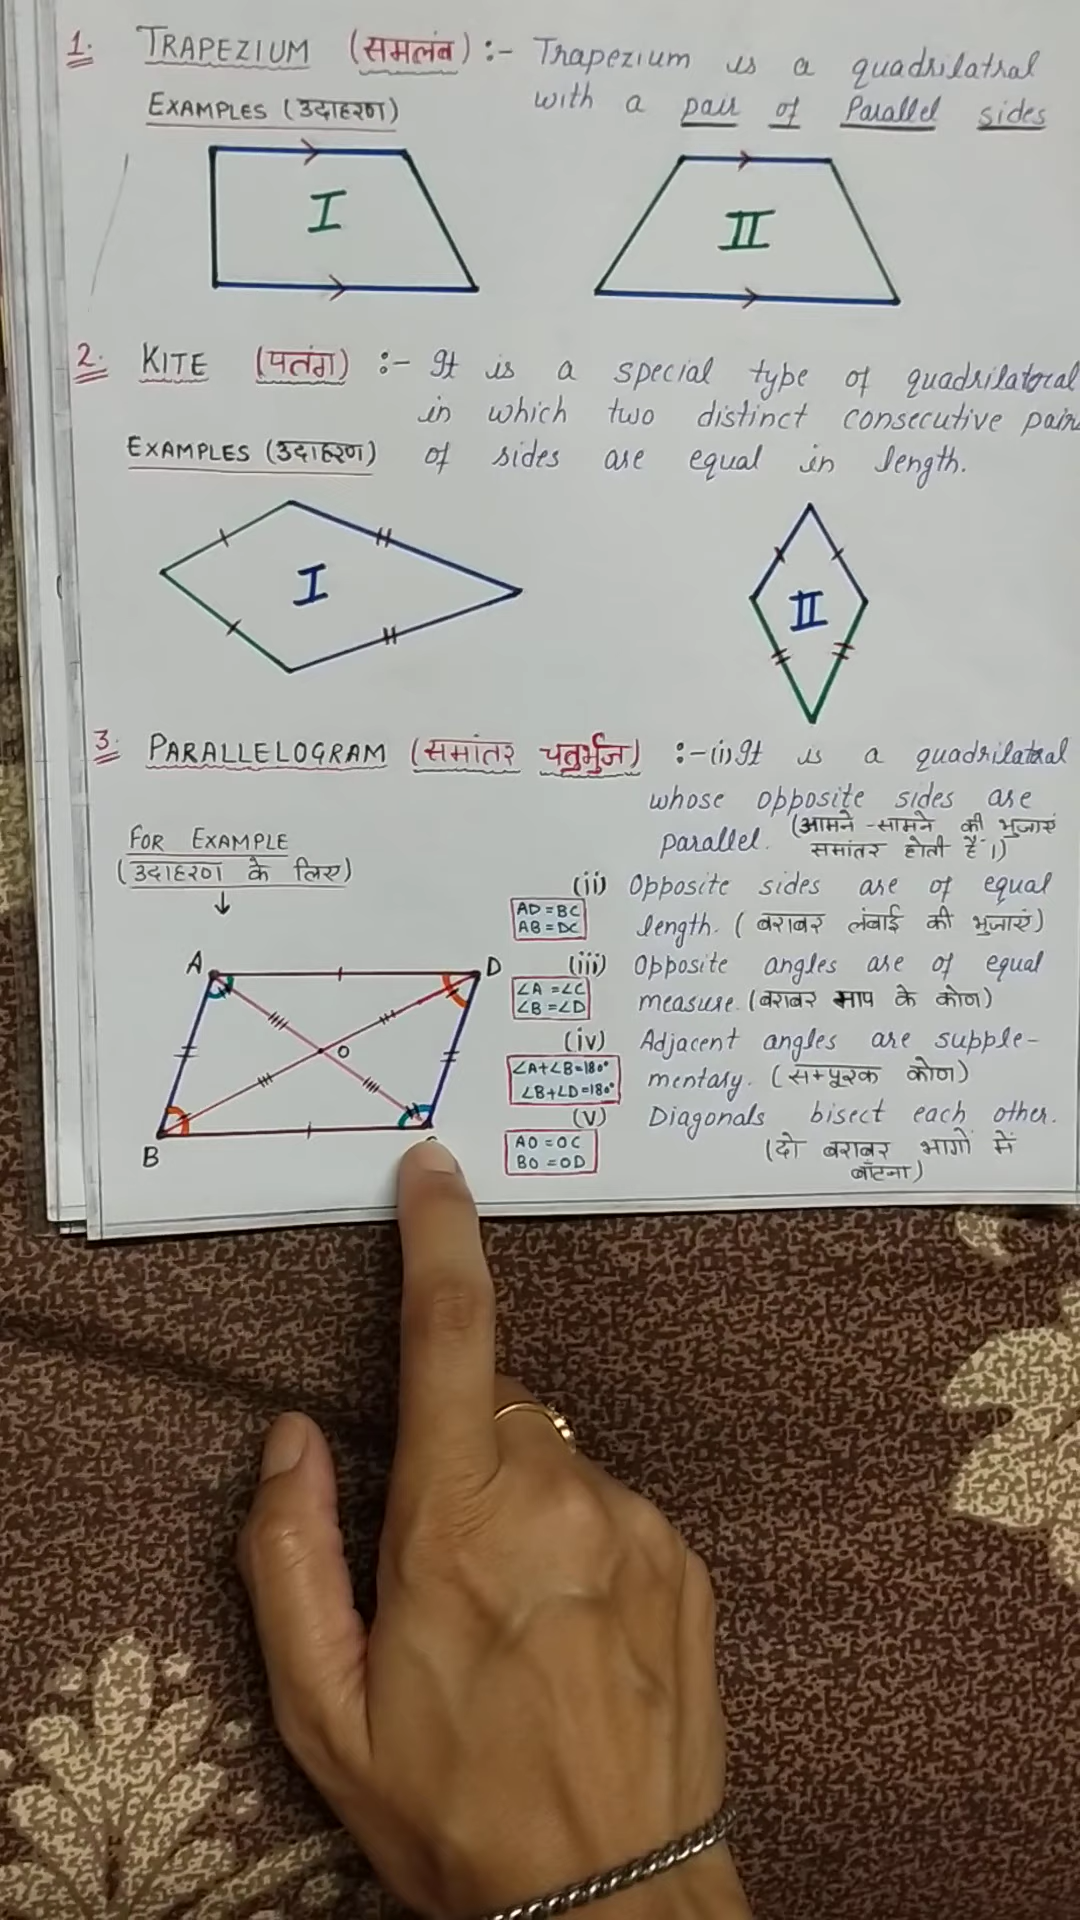 1. TRAPEZIUM (समलंब) :- Trapezium is a quadrilatral
with a pair of Parallel sides
EXAMPLES (उदाहरण)
I
II
2. KITE (पतंग) :- It is a special type of quadrilateral
in which two distinct consecutive pairs
of sides are equal in length.
EXAMPLES (उदाहरण)
I
II
3. PARALLELOGRAM (समांतर चतुर्भुज) :- (i) It is a quadrilateral
whose opposite sides are
parallel. (आमने-सामने की भुजाएं
समांतर होती हैं।)
FOR EXAMPLE
(उदाहरण के लिए)
(ii) Opposite sides are of equal
length. (बराबर लंबाई की भुजाएं)
AD = BC
AB = DC
(iii) Opposite angles are of equal
measure. (बराबर माप के कोण)
∠A = ∠C
∠B = ∠D
(iv) Adjacent angles are supple-
mentary. (सम्पूरक कोण)
∠A+∠B=180°
∠B+∠D=180°
(v) Diagonals bisect each other.
(दो बराबर भागों में
बाँटना)
AO = OC
BO = OD
A
D
O
B